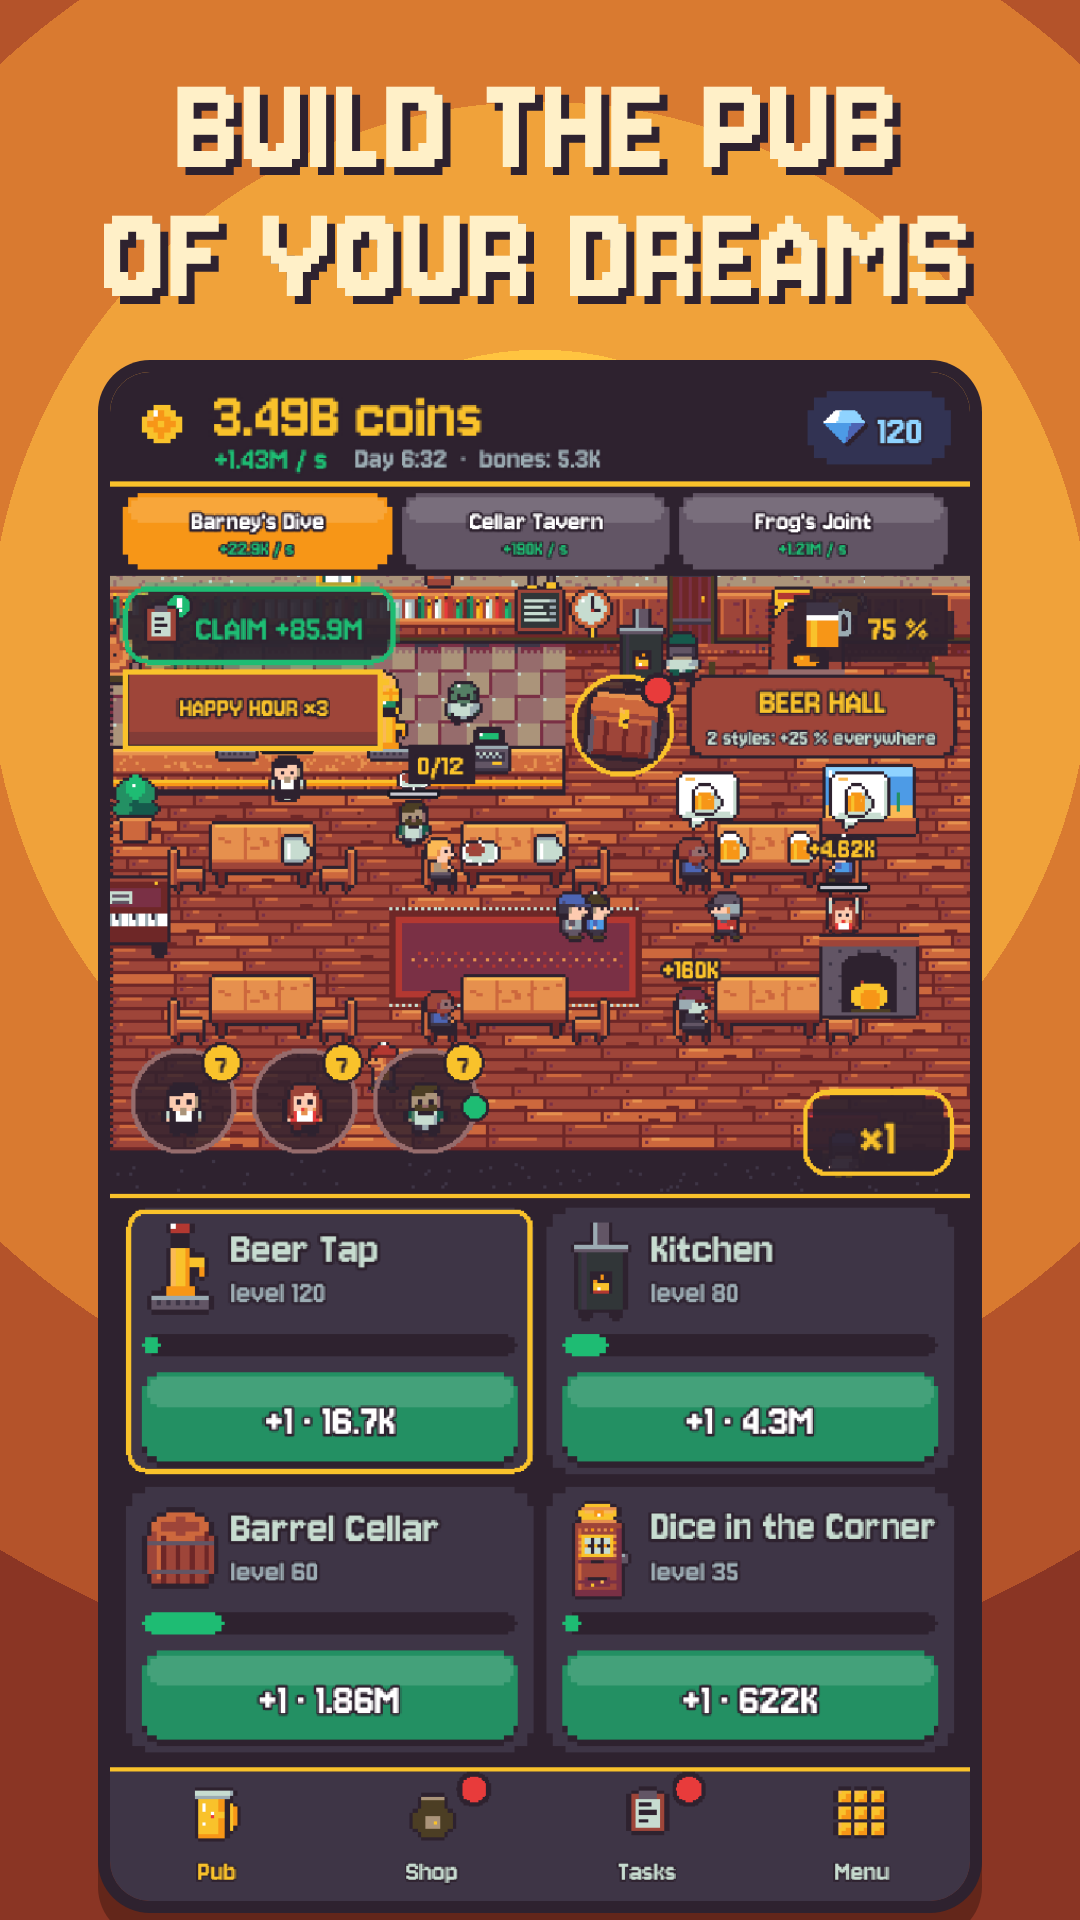 BUILD THE PUB
OF YOUR DREAMS
3.49B coins
+1.43M / s Day 6:32 · bones: 5.3K
120
Barney's Dive
+22.9K / s
Cellar Tavern
+190K / s
Frog's Joint
+1.21M / s
CLAIM +85.9M
75 %
HAPPY HOUR ×3
BEER HALL
2 styles: +25 % everywhere
0/12
+4.62K
+160K
7
7
7
×1
Beer Tap
level 120
+1 · 16.7K
Kitchen
level 80
+1 · 4.3M
Barrel Cellar
level 60
+1 · 1.86M
Dice in the Corner
level 35
+1 · 622K
Pub
Shop
Tasks
Menu